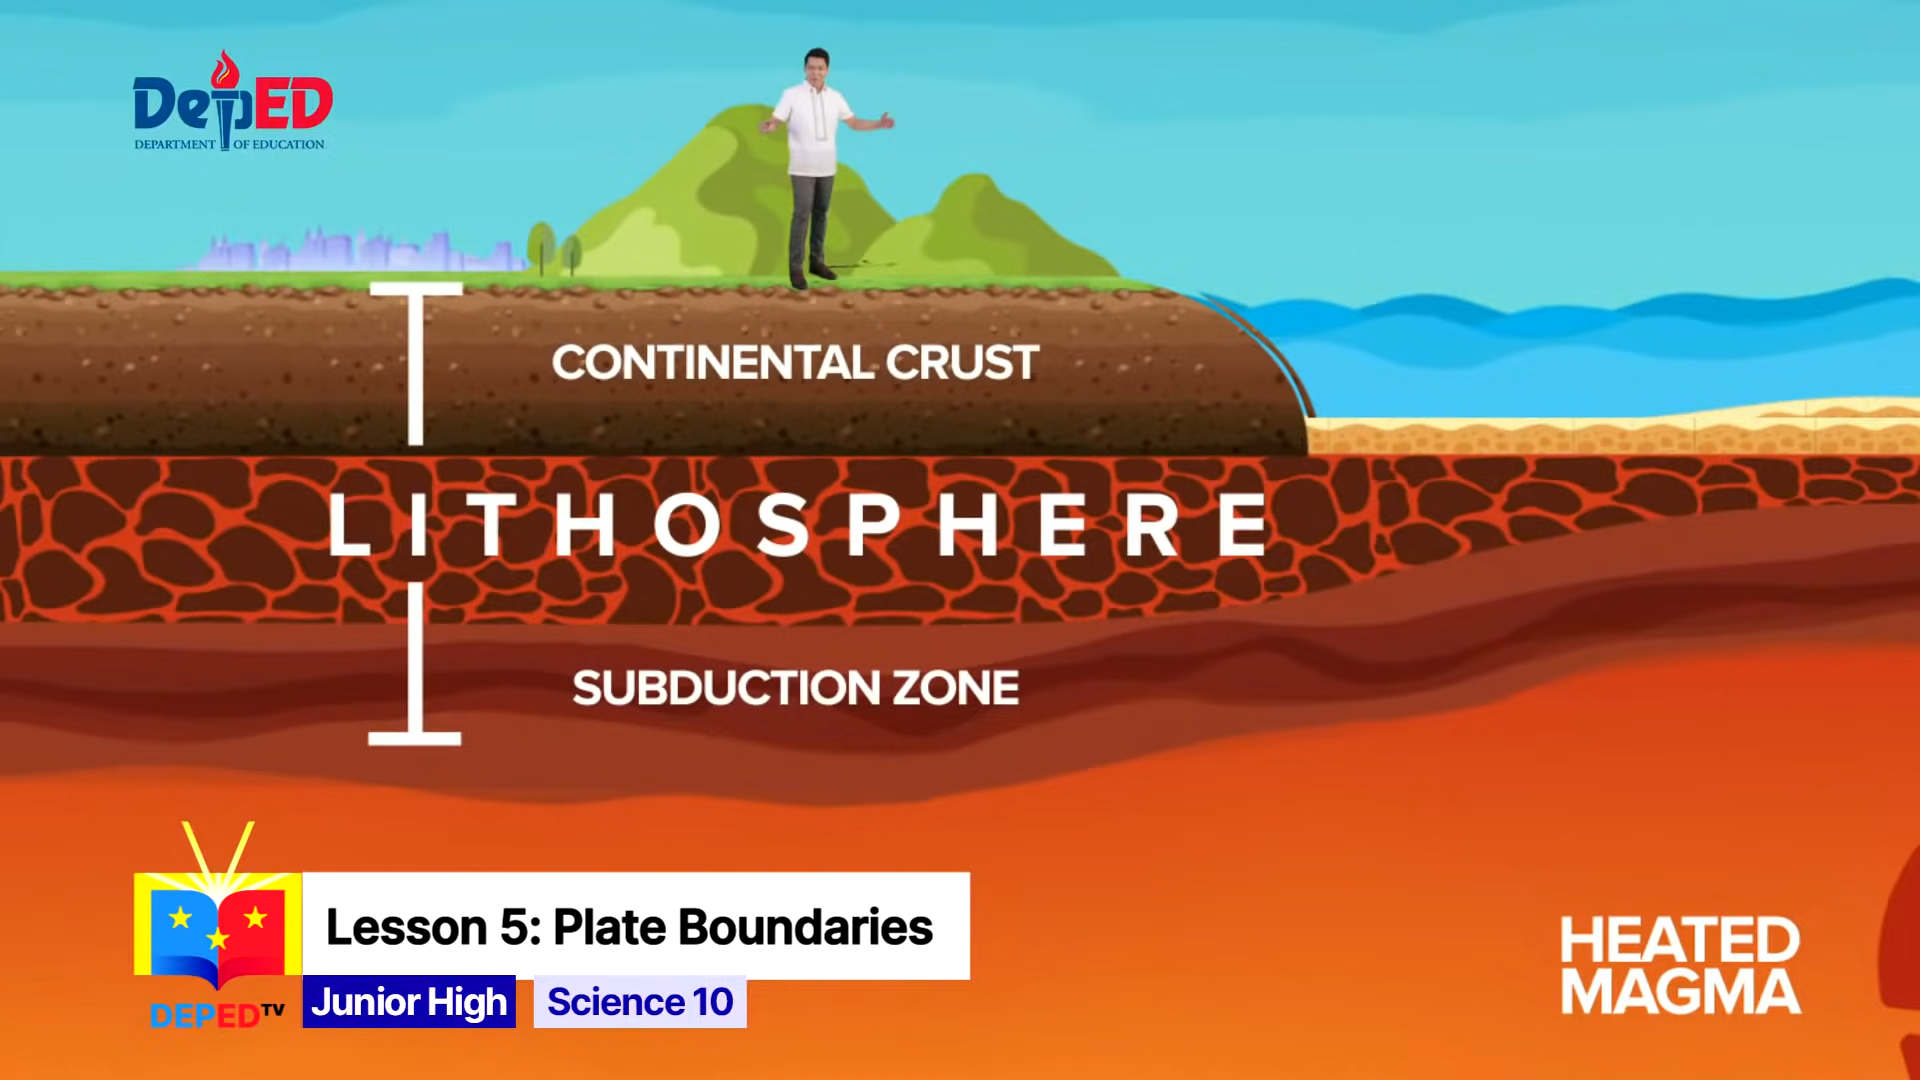 DepED
DEPARTMENT OF EDUCATION
CONTINENTAL CRUST
LITHOSPHERE
SUBDUCTION ZONE
HEATED
MAGMA
Lesson 5: Plate Boundaries
Junior High
Science 10
DEPED TV